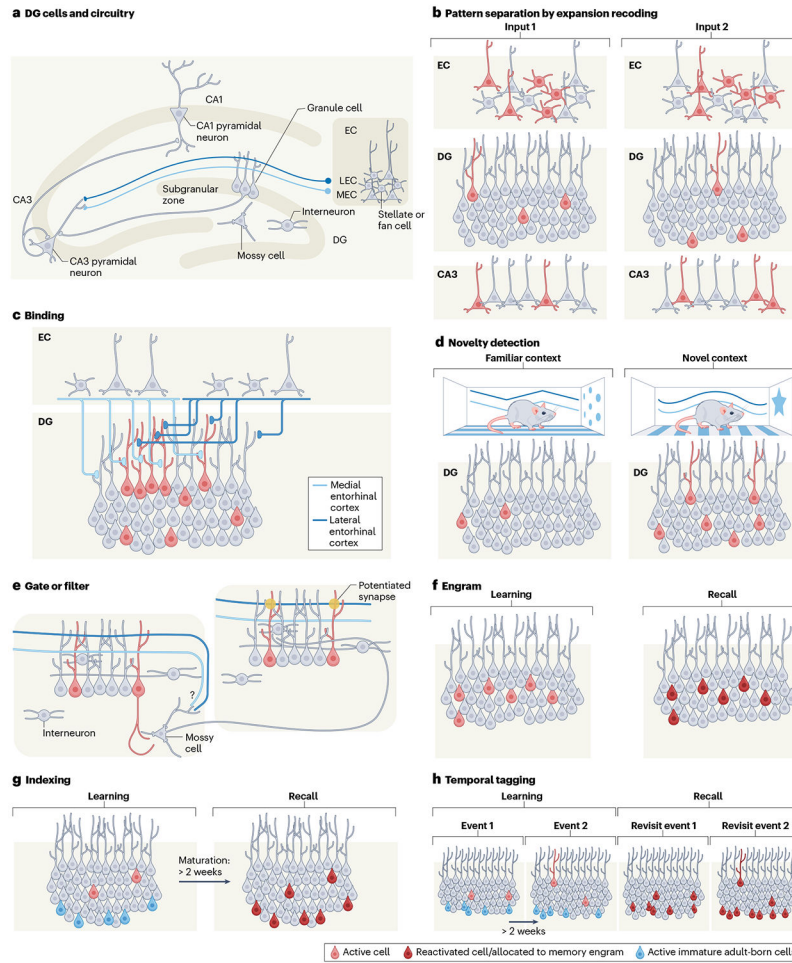 a DG cells and circuitry
CA1
CA1 pyramidal
neuron
Granule cell
EC
LEC
MEC
Subgranular
zone
CA3
Interneuron
Stellate or
fan cell
Mossy cell
DG
CA3 pyramidal
neuron
b Pattern separation by expansion recoding
Input 1
Input 2
EC
EC
DG
DG
CA3
CA3
c Binding
EC
DG
Medial
entorhinal
cortex
Lateral
entorhinal
cortex
d Novelty detection
Familiar context
Novel context
DG
DG
e Gate or filter
Potentiated
synapse
?
Interneuron
Mossy
cell
f Engram
Learning
Recall
g Indexing
Learning
Recall
Maturation:
> 2 weeks
h Temporal tagging
Learning
Recall
Event 1
Event 2
Revisit event 1
Revisit event 2
> 2 weeks
Active cell
Reactivated cell/allocated to memory engram
Active immature adult-born cell